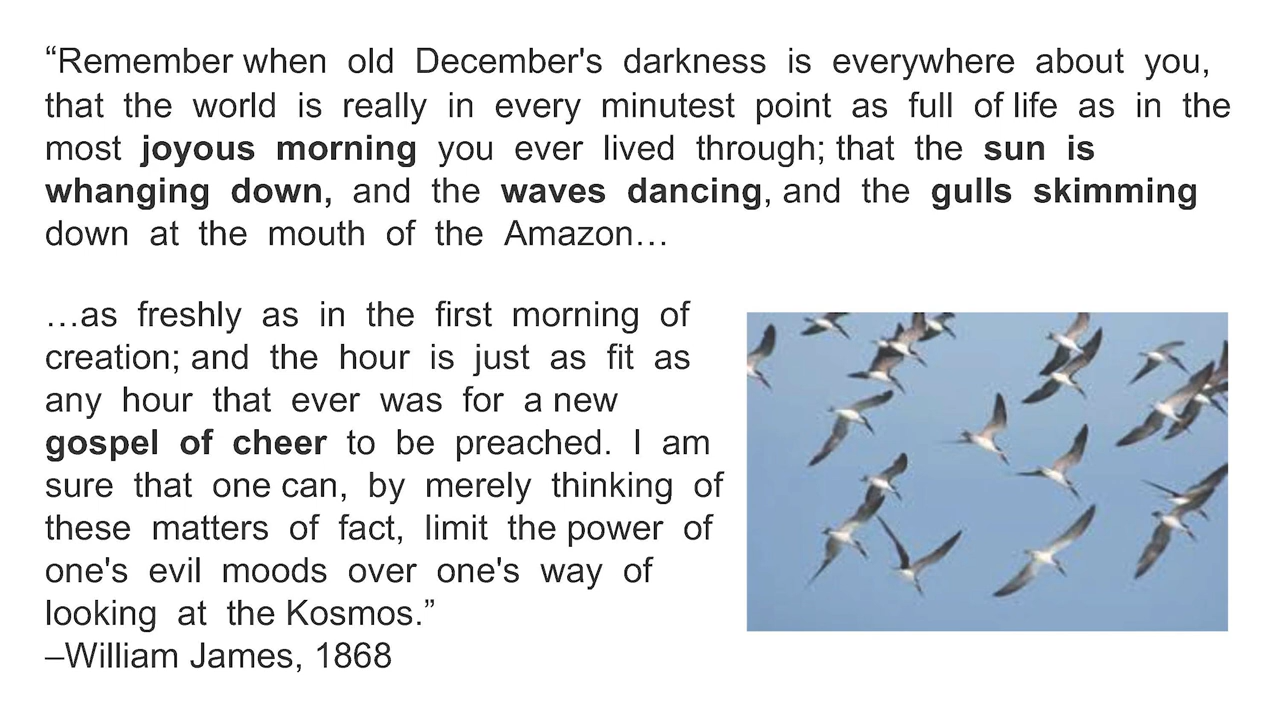 “Remember when old December's darkness is everywhere about you,
that the world is really in every minutest point as full of life as in the
most joyous morning you ever lived through; that the sun is
whanging down, and the waves dancing, and the gulls skimming
down at the mouth of the Amazon…
…as freshly as in the first morning of
creation; and the hour is just as fit as
any hour that ever was for a new
gospel of cheer to be preached. I am
sure that one can, by merely thinking of
these matters of fact, limit the power of
one's evil moods over one's way of
looking at the Kosmos.”
–William James, 1868